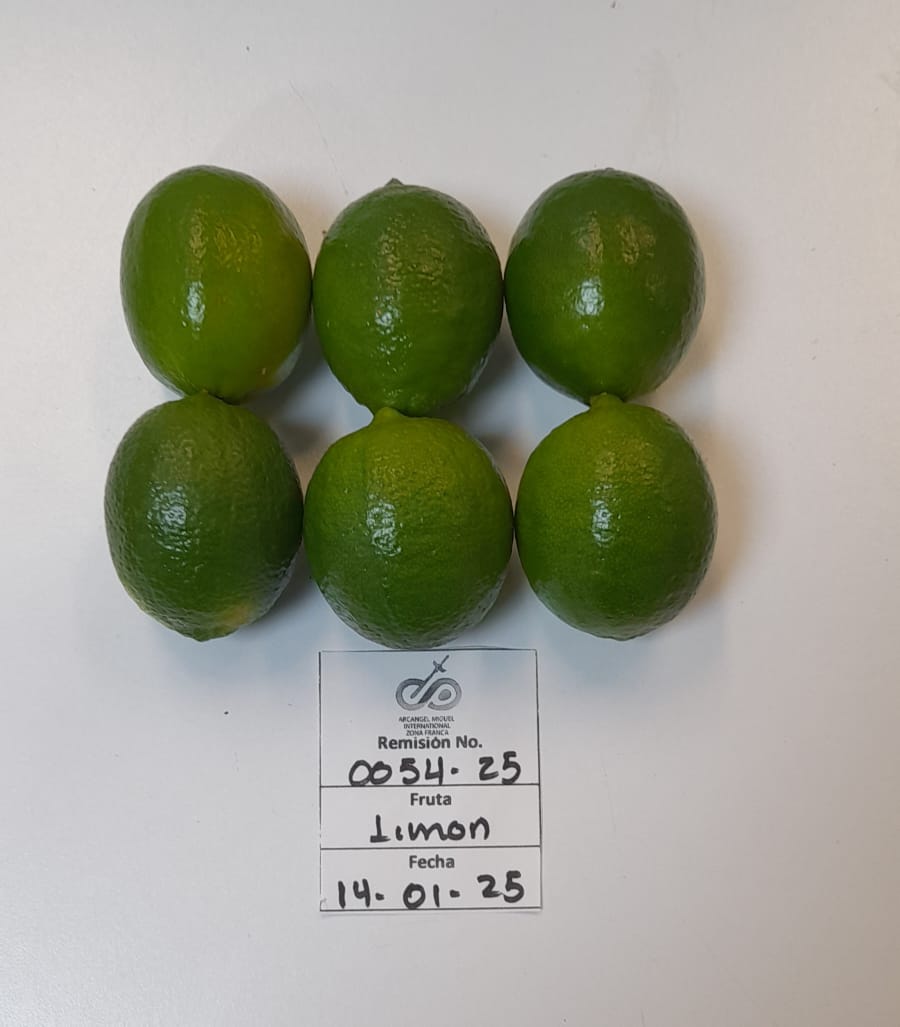 ARCANGEL MIGUEL
INTERNATIONAL
ZONA FRANCA
Remisión No.
0054-25
Fruta
Limon
Fecha
14-01-25